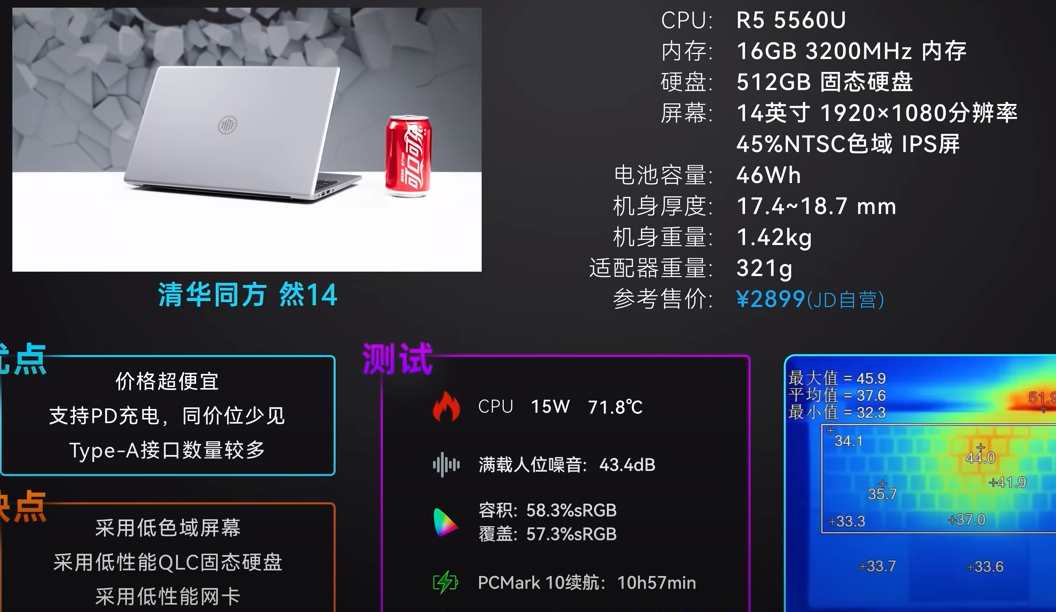 CPU: R5 5560U
内存: 16GB 3200MHz 内存
硬盘: 512GB 固态硬盘
屏幕: 14英寸 1920×1080分辨率
45%NTSC色域 IPS屏
电池容量: 46Wh
机身厚度: 17.4~18.7 mm
机身重量: 1.42kg
适配器重量: 321g
参考售价: ¥2899(JD自营)
可口可乐
清华同方 然14
优点
价格超便宜
支持PD充电，同价位少见
Type-A接口数量较多
缺点
采用低色域屏幕
采用低性能QLC固态硬盘
采用低性能网卡
测试
CPU 15W 71.8℃
满载人位噪音: 43.4dB
容积: 58.3%sRGB
覆盖: 57.3%sRGB
PCMark 10续航: 10h57min
最大值 = 45.9
平均值 = 37.6
最小值 = 32.3
51.9
34.1
44.0
41.9
35.7
33.3
37.0
33.7
33.6